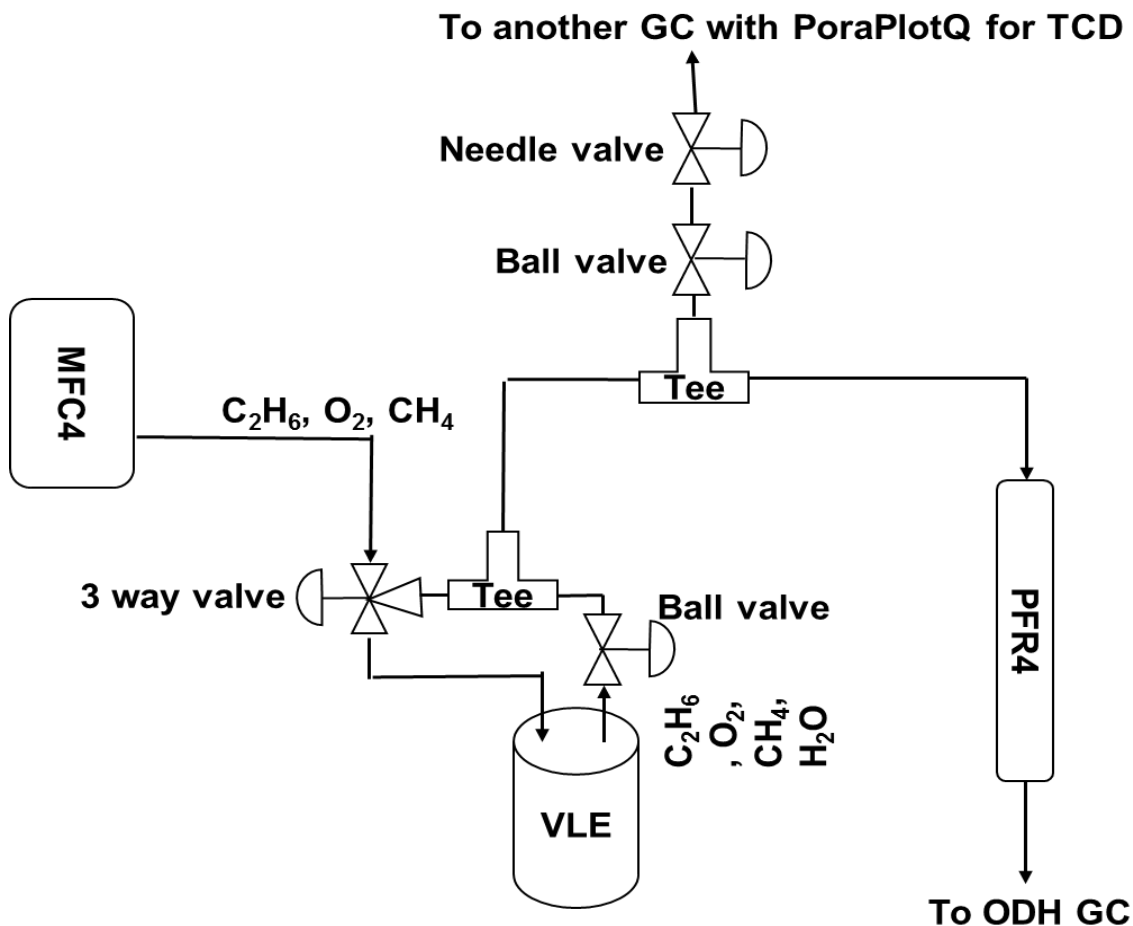 To another GC with PoraPlotQ for TCD
Needle valve
Ball valve
MFC4
Tee
C₂H₆, O₂, CH₄
3 way valve
Tee
Ball valve
PFR4
C₂H₆
, O₂,
CH₄,
H₂O
VLE
To ODH GC